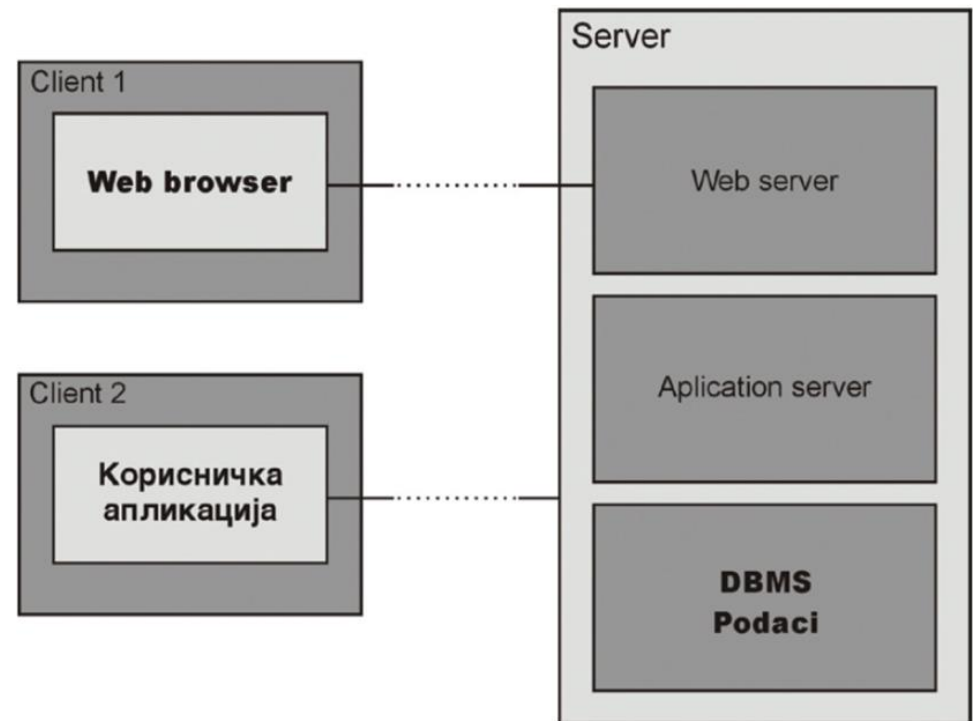 Client 1
Web browser
Client 2
Корисничка
апликација
Server
Web server
Aplication server
DBMS
Podaci